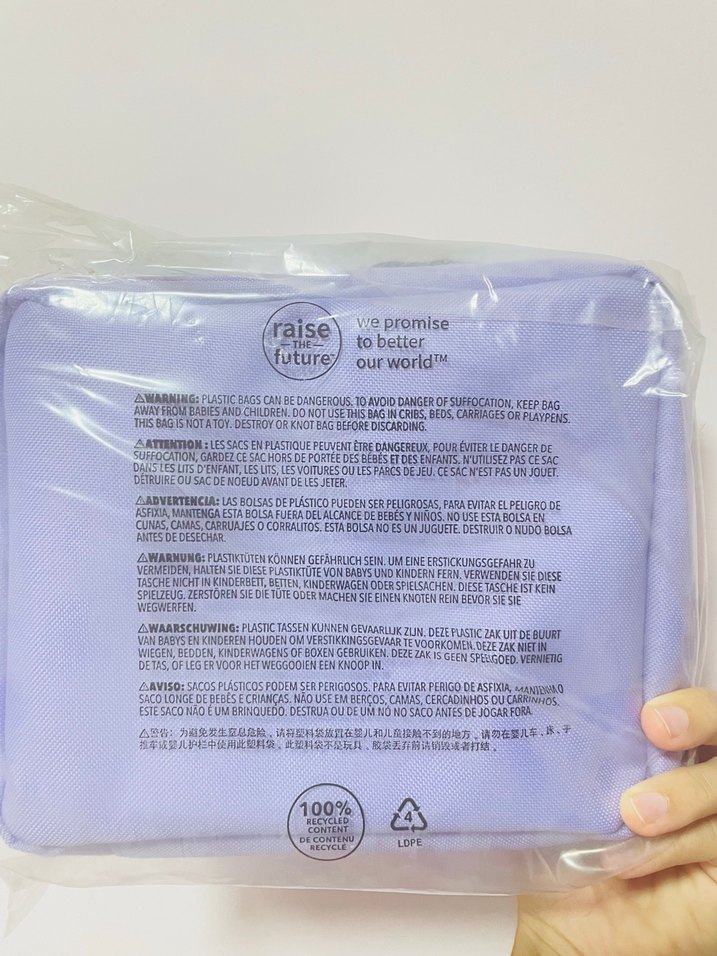 raise
THE
future™
we promise
to better
our world™
⚠WARNING: PLASTIC BAGS CAN BE DANGEROUS. TO AVOID DANGER OF SUFFOCATION, KEEP BAG
AWAY FROM BABIES AND CHILDREN. DO NOT USE THIS BAG IN CRIBS, BEDS, CARRIAGES OR PLAYPENS.
THIS BAG IS NOT A TOY. DESTROY OR KNOT BAG BEFORE DISCARDING.
⚠ATTENTION : LES SACS EN PLASTIQUE PEUVENT ÊTRE DANGEREUX, POUR ÉVITER LE DANGER DE
SUFFOCATION, GARDEZ CE SAC HORS DE PORTÉE DES BÉBÉS ET DES ENFANTS. N'UTILISEZ PAS CE SAC
DANS LES LITS D'ENFANT, LES LITS, LES VOITURES OU LES PARCS DE JEU. CE SAC N'EST PAS UN JOUET.
DÉTRUIRE OU SAC DE NOEUD AVANT DE LES JETER.
⚠ADVERTENCIA: LAS BOLSAS DE PLÁSTICO PUEDEN SER PELIGROSAS, PARA EVITAR EL PELIGRO DE
ASFIXIA, MANTENGA ESTA BOLSA FUERA DEL ALCANCE DE BEBÉS Y NIÑOS. NO USE ESTA BOLSA EN
CUNAS, CAMAS, CARRUAJES O CORRALITOS. ESTA BOLSA NO ES UN JUGUETE. DESTRUIR O NUDO BOLSA
ANTES DE DESECHAR.
⚠WARNUNG: PLASTIKTÜTEN KÖNNEN GEFÄHRLICH SEIN. UM EINE ERSTICKUNGSGEFAHR ZU
VERMEIDEN, HALTEN SIE DIESE PLASTIKTÜTE VON BABYS UND KINDERN FERN. VERWENDEN SIE DIESE
TASCHE NICHT IN KINDERBETT, BETTEN, KINDERWAGEN ODER SPIELSACHEN. DIESE TASCHE IST KEIN
SPIELZEUG. ZERSTÖREN SIE DIE TÜTE ODER MACHEN SIE EINEN KNOTEN REIN BEVOR SIE SIE
WEGWERFEN.
⚠WAARSCHUWING: PLASTIC TASSEN KUNNEN GEVAARLIJK ZIJN. DEZE PLASTIC ZAK UIT DE BUURT
VAN BABYS EN KINDEREN HOUDEN OM VERSTIKKINGSGEVAAR TE VOORKOMEN. DEZE ZAK NIET IN
WIEGEN, BEDDEN, KINDERWAGENS OF BOXEN GEBRUIKEN. DEZE ZAK IS GEEN SPEELGOED. VERNIETIG
DE TAS, OF LEG ER VOOR HET WEGGOOIEN EEN KNOOP IN.
⚠AVISO: SACOS PLÁSTICOS PODEM SER PERIGOSOS. PARA EVITAR PERIGO DE ASFIXIA, MANTENHA O
SACO LONGE DE BEBÊS E CRIANÇAS. NÃO USE EM BERÇOS, CAMAS, CERCADINHOS OU CARRINHOS.
ESTE SACO NÃO É UM BRINQUEDO. DESTRUA OU DE UM NÓ NO SACO ANTES DE JOGAR FORA.
⚠警告：为避免发生窒息危险，请将塑料袋放置在婴儿和儿童接触不到的地方，请勿在婴儿车、床、手
推车或婴儿护栏中使用此塑料袋。此塑料袋不是玩具，胶袋丢弃前请销毁或者打结。
100%
RECYCLED
CONTENT
DE CONTENU
RECYCLÉ
4
LDPE